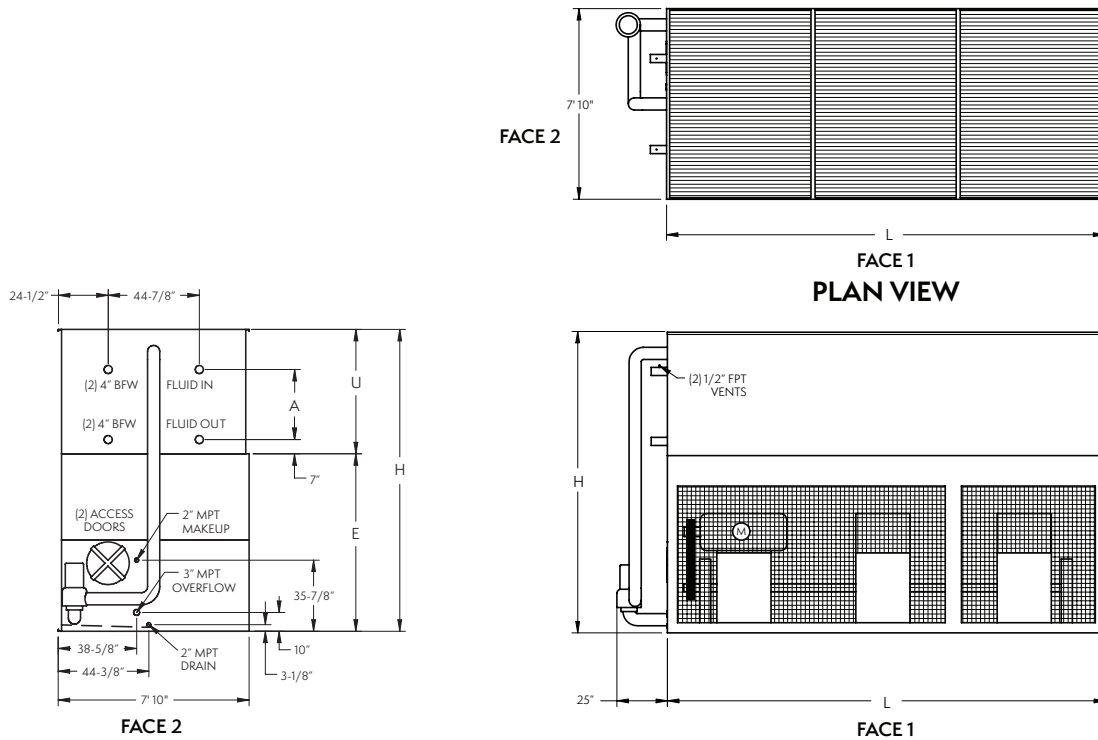 7' 10"
FACE 2
L
FACE 1
PLAN VIEW
24-1/2"
44-7/8"
(2) 4" BFW
FLUID IN
A
U
(2) 4" BFW
FLUID OUT
7"
H
(2) ACCESS
DOORS
2" MPT
MAKEUP
E
3" MPT
OVERFLOW
35-7/8"
38-5/8"
10"
2" MPT
DRAIN
44-3/8"
3-1/8"
7' 10"
FACE 2
(2) 1/2" FPT
VENTS
H
M
25"
L
FACE 1